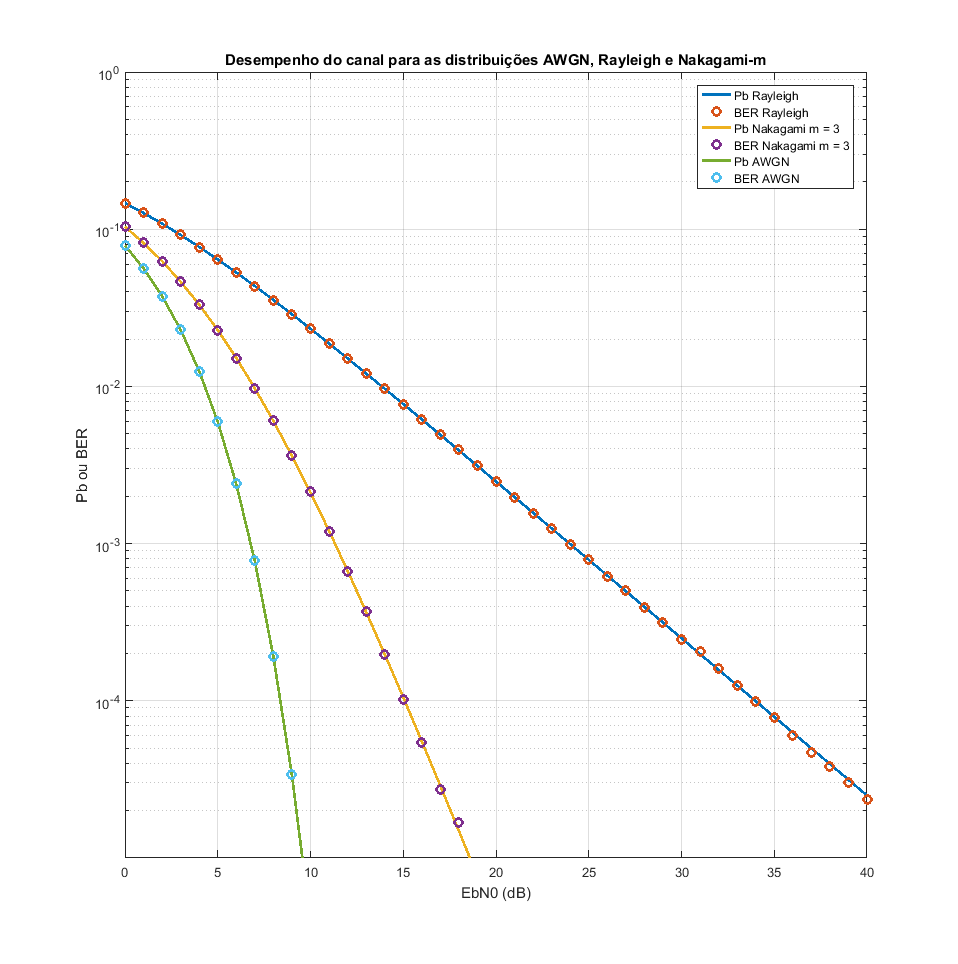 Desempenho do canal para as distribuições AWGN, Rayleigh e Nakagami-m
Pb Rayleigh
BER Rayleigh
Pb Nakagami m = 3
BER Nakagami m = 3
Pb AWGN
BER AWGN
10^0
10^-1
10^-2
10^-3
10^-4
Pb ou BER
0 5 10 15 20 25 30 35 40
EbN0 (dB)